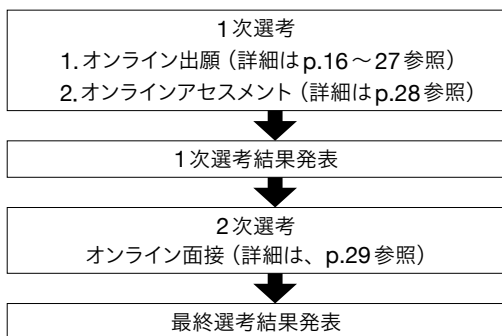 1次選考
1.オンライン出願（詳細はp.16～27参照）
2.オンラインアセスメント（詳細はp.28参照）
1次選考結果発表
2次選考
オンライン面接（詳細は、p.29参照）
最終選考結果発表